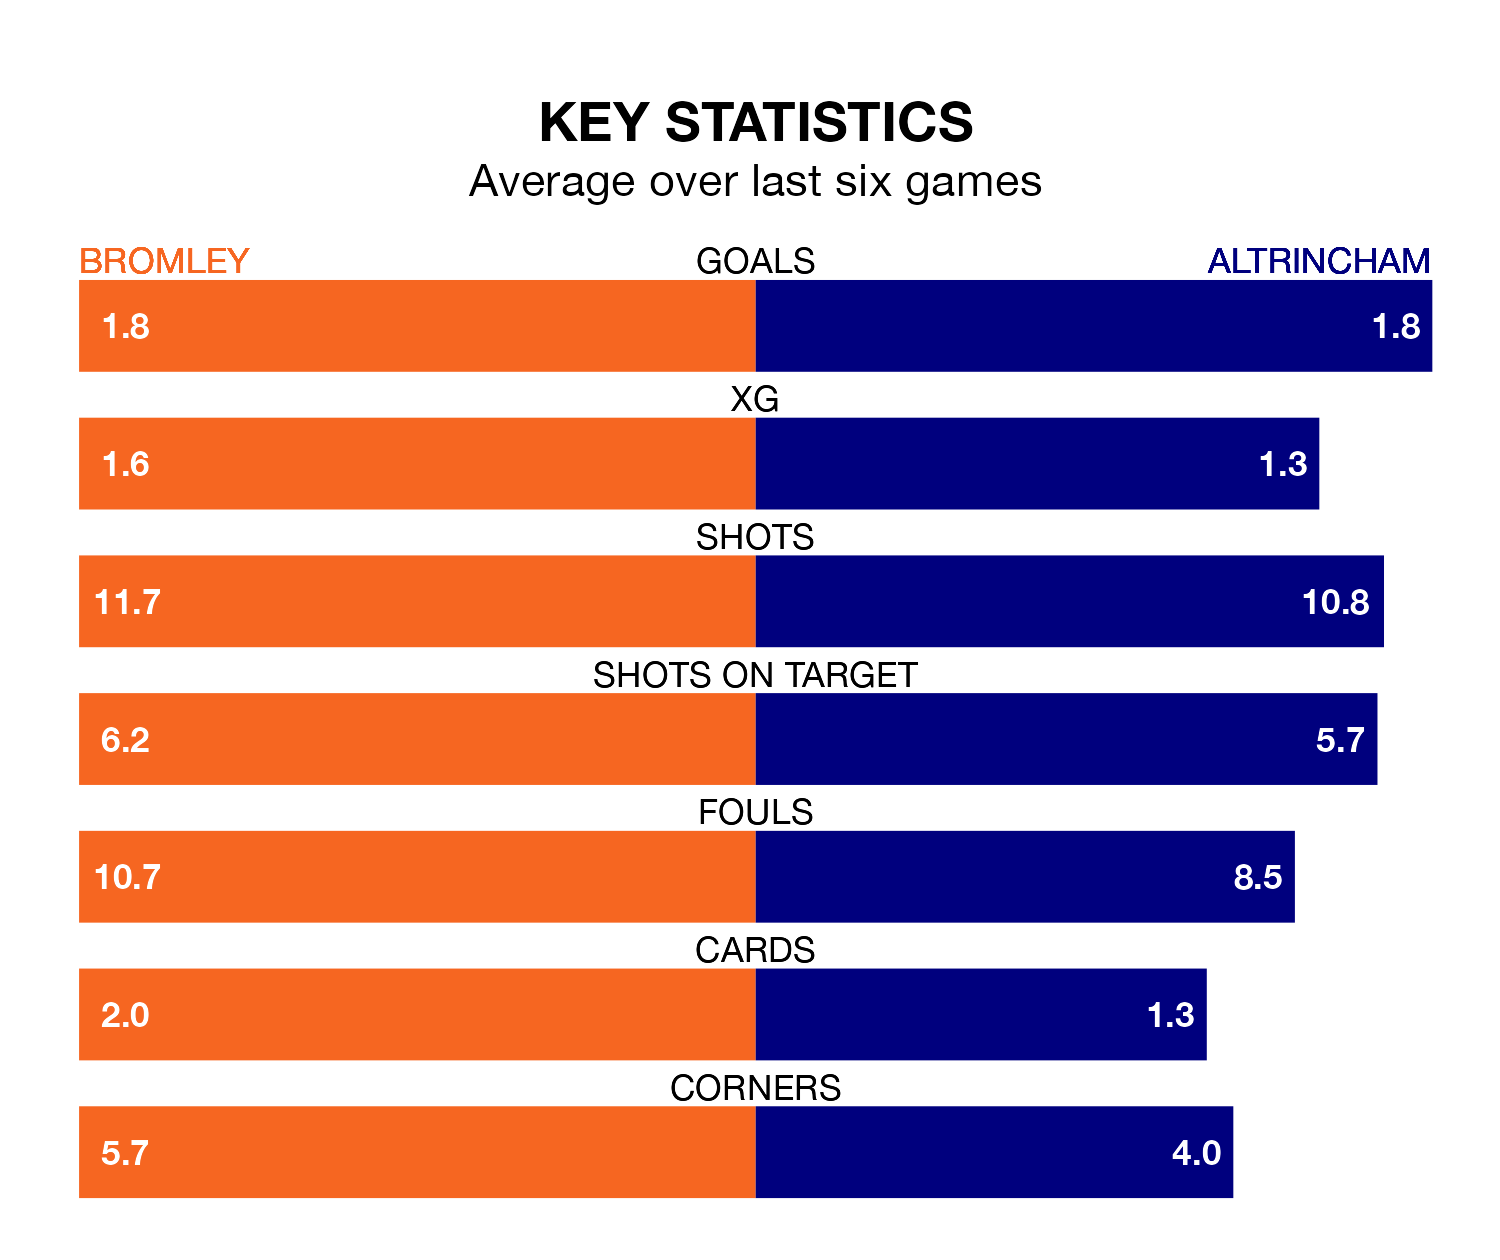 KEY STATISTICS
Average over last six games
BROMLEY GOALS ALTRINCHAM
1.8 1.8
XG
1.6 1.3
SHOTS
11.7 10.8
SHOTS ON TARGET
6.2 5.7
FOULS
10.7 8.5
CARDS
2.0 1.3
CORNERS
5.7 4.0